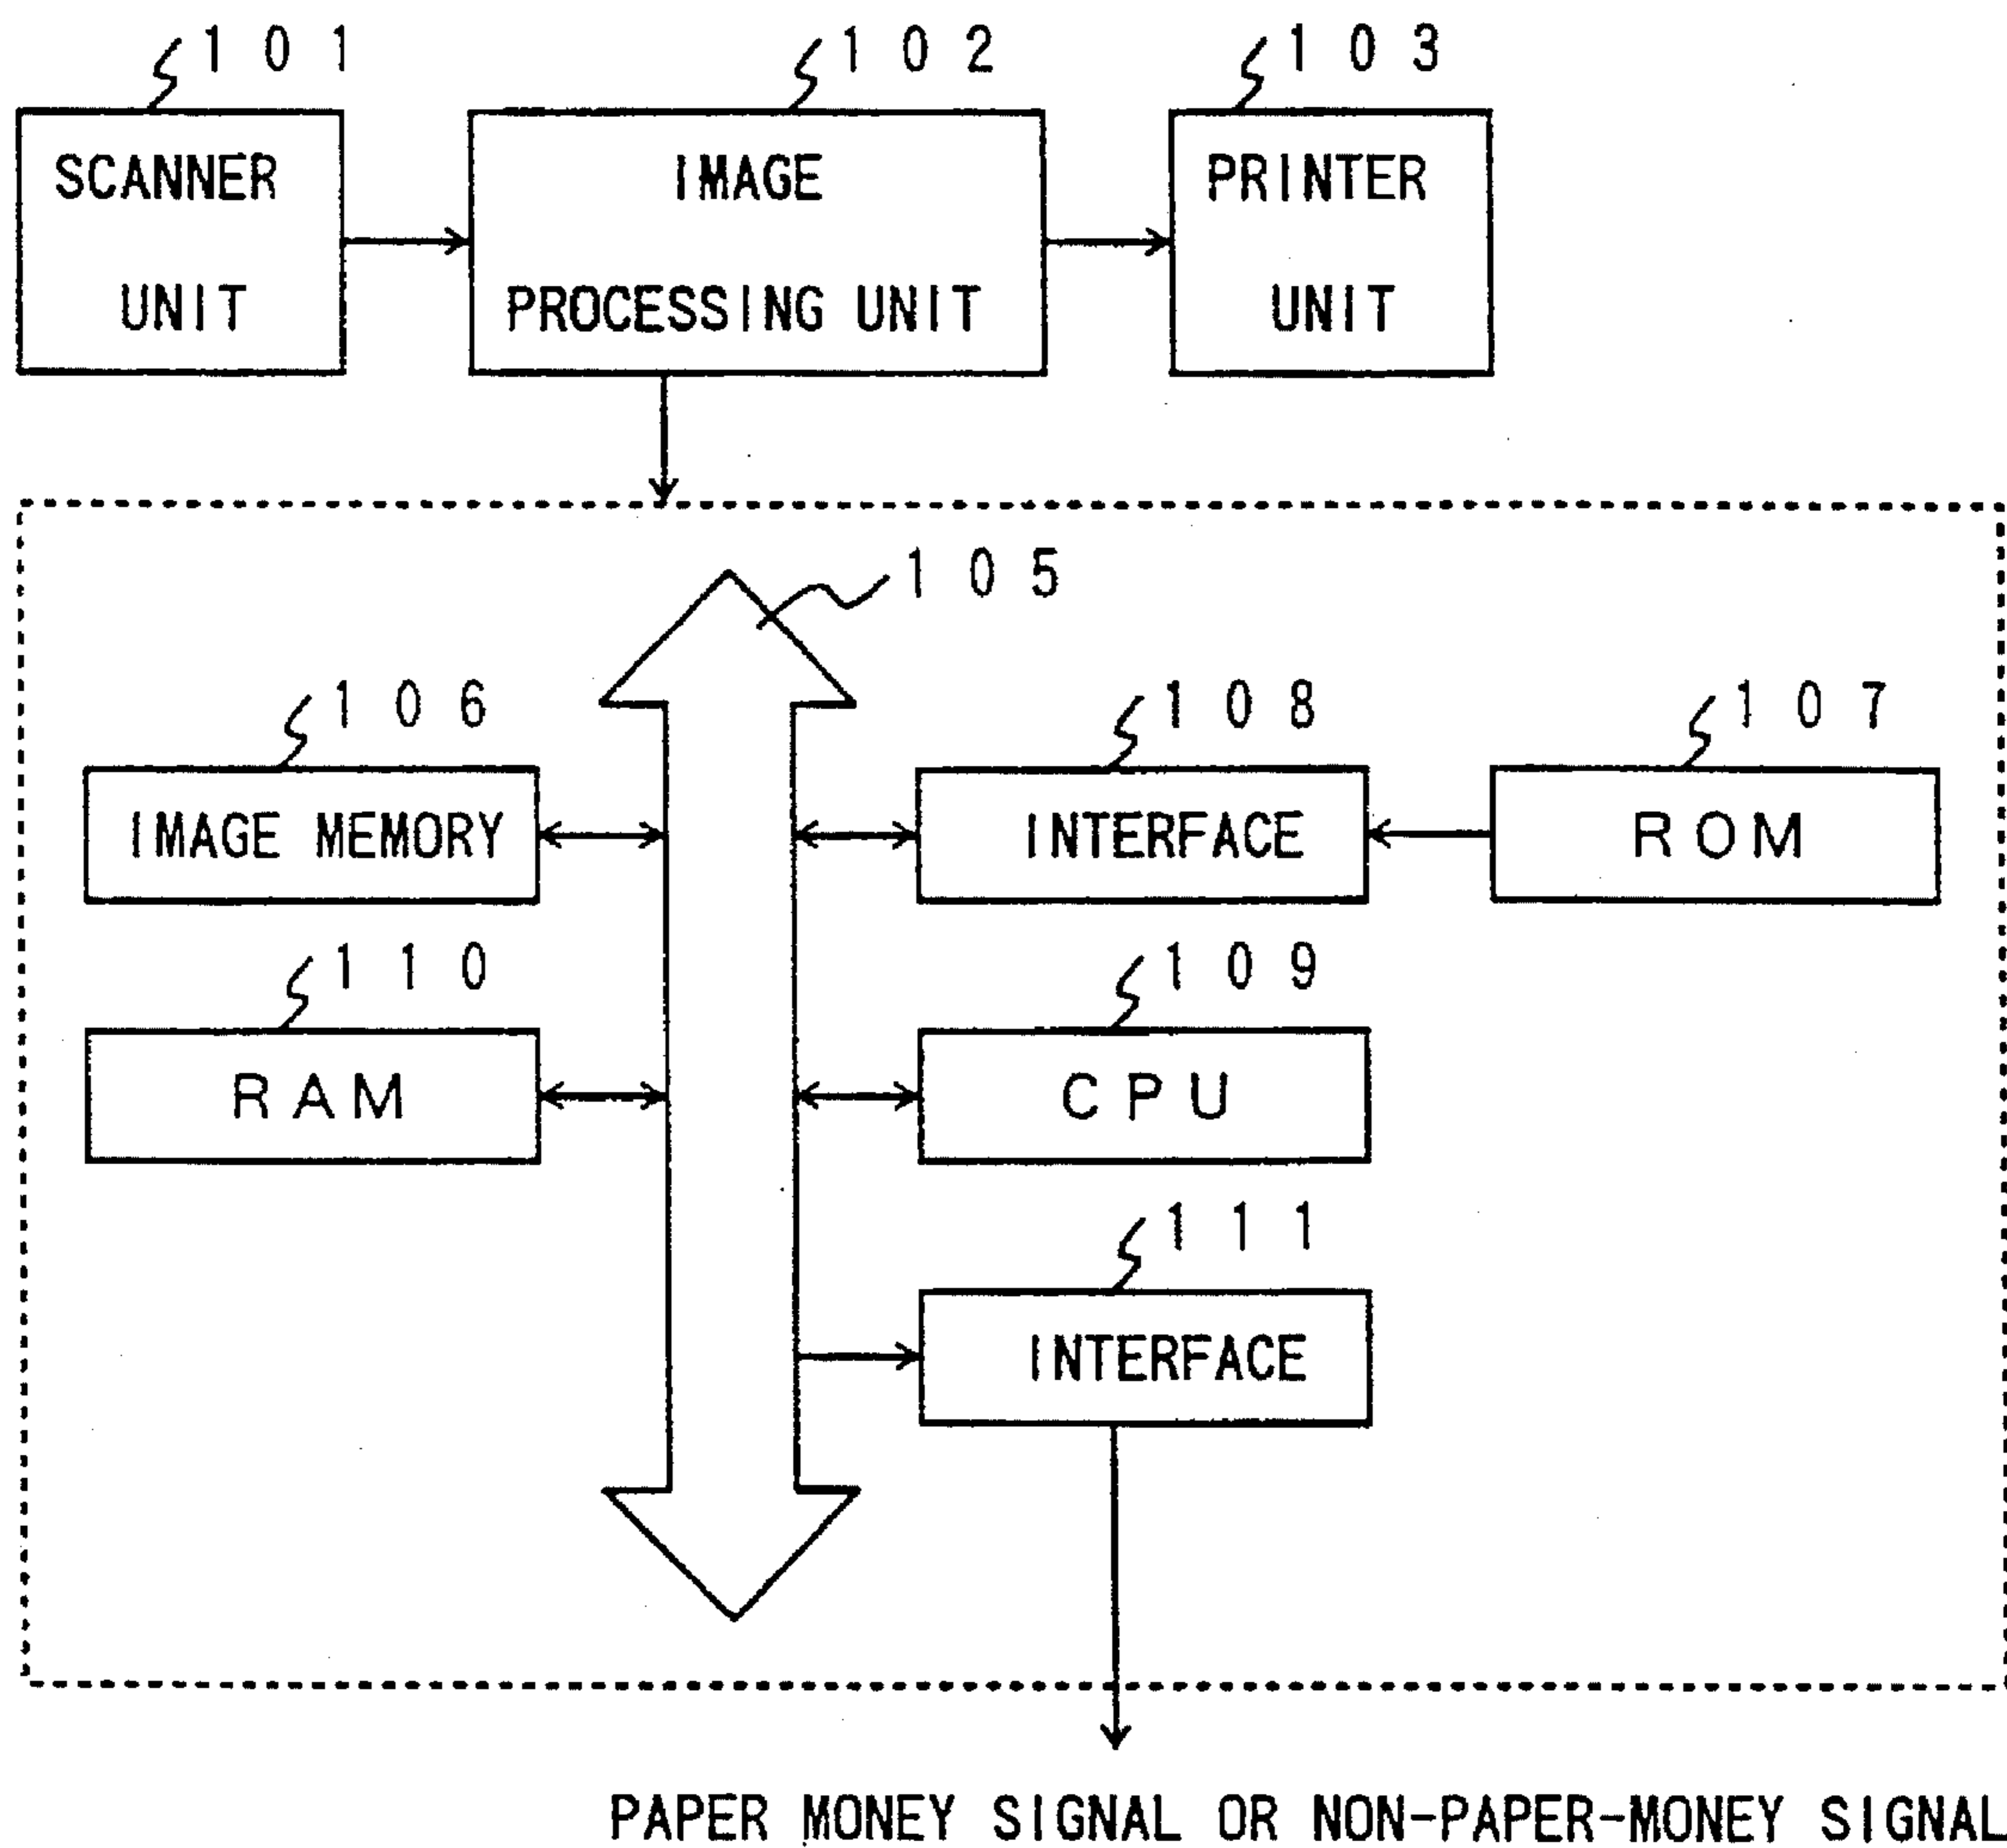 101
102
103
SCANNER
UNIT
IMAGE
PROCESSING UNIT
PRINTER
UNIT
105
106
108
107
IMAGE MEMORY
INTERFACE
ROM
110
109
RAM
CPU
111
INTERFACE
PAPER MONEY SIGNAL OR NON-PAPER-MONEY SIGNAL